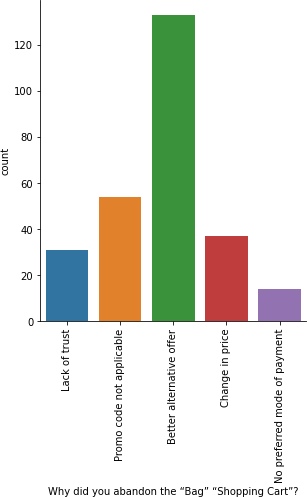 120
100
80
60
40
20
0
count
Lack of trust
Promo code not applicable
Better alternative offer
Change in price
No preferred mode of payment
Why did you abandon the “Bag” “Shopping Cart”?